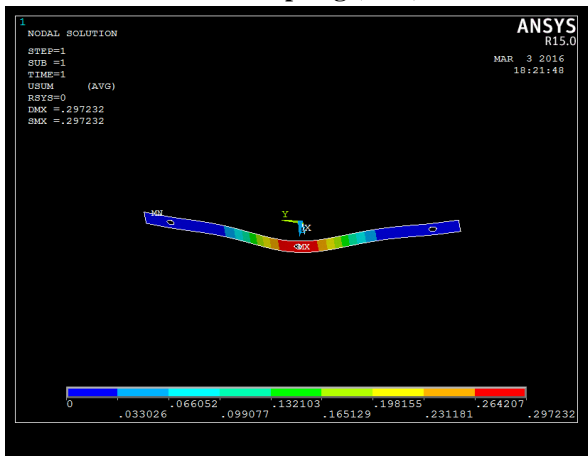 1
NODAL SOLUTION
STEP=1
SUB =1
TIME=1
USUM (AVG)
RSYS=0
DMX =.297232
SMX =.297232
ANSYS
R15.0
MAR 3 2016
18:21:48
MN
Y
X
MX
0 .066052 .132103 .198155 .264207
.033026 .099077 .165129 .231181 .297232